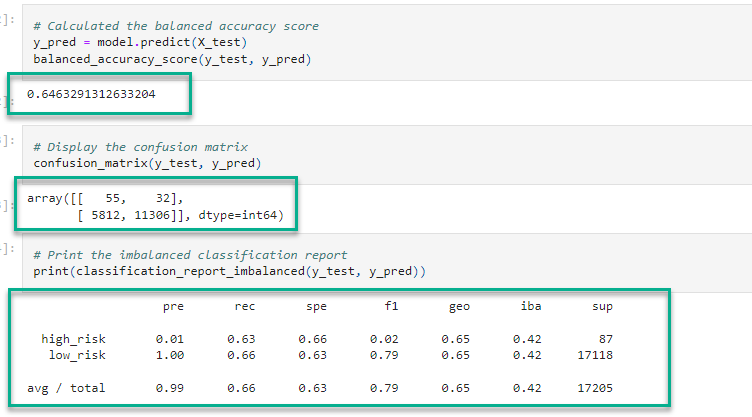 ]:
# Calculated the balanced accuracy score
y_pred = model.predict(X_test)
balanced_accuracy_score(y_test, y_pred)
0.6463291312633204
]:
# Display the confusion matrix
confusion_matrix(y_test, y_pred)
array([[   55,    32],
       [ 5812, 11306]], dtype=int64)
]:
# Print the imbalanced classification report
print(classification_report_imbalanced(y_test, y_pred))
pre rec spe f1 geo iba sup
high_risk 0.01 0.63 0.66 0.02 0.65 0.42 87
low_risk 1.00 0.66 0.63 0.79 0.65 0.42 17118
avg / total 0.99 0.66 0.63 0.79 0.65 0.42 17205